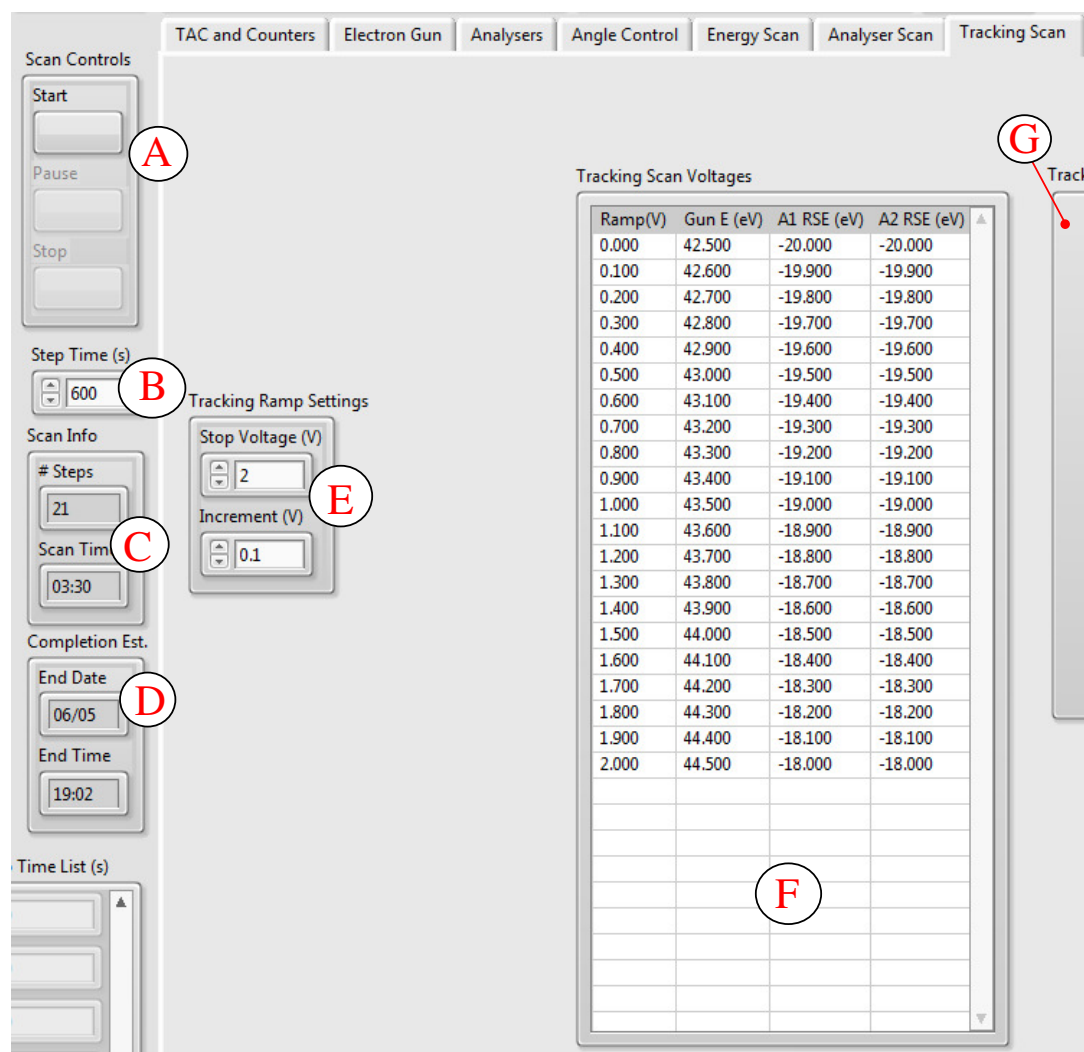 TAC and Counters Electron Gun Analysers Angle Control Energy Scan Analyser Scan Tracking Scan
Scan Controls
Start
A
Pause
Stop
Step Time (s)
600
B
Scan Info
# Steps
21
Scan Tim
C
03:30
Completion Est.
End Date
06/05
D
End Time
19:02
Time List (s)
Tracking Ramp Settings
Stop Voltage (V)
2
E
Increment (V)
0.1
Tracking Scan Voltages
Ramp(V) Gun E (eV) A1 RSE (eV) A2 RSE (eV)
0.000 42.500 -20.000 -20.000
0.100 42.600 -19.900 -19.900
0.200 42.700 -19.800 -19.800
0.300 42.800 -19.700 -19.700
0.400 42.900 -19.600 -19.600
0.500 43.000 -19.500 -19.500
0.600 43.100 -19.400 -19.400
0.700 43.200 -19.300 -19.300
0.800 43.300 -19.200 -19.200
0.900 43.400 -19.100 -19.100
1.000 43.500 -19.000 -19.000
1.100 43.600 -18.900 -18.900
1.200 43.700 -18.800 -18.800
1.300 43.800 -18.700 -18.700
1.400 43.900 -18.600 -18.600
1.500 44.000 -18.500 -18.500
1.600 44.100 -18.400 -18.400
1.700 44.200 -18.300 -18.300
1.800 44.300 -18.200 -18.200
1.900 44.400 -18.100 -18.100
2.000 44.500 -18.000 -18.000
F
G
Track